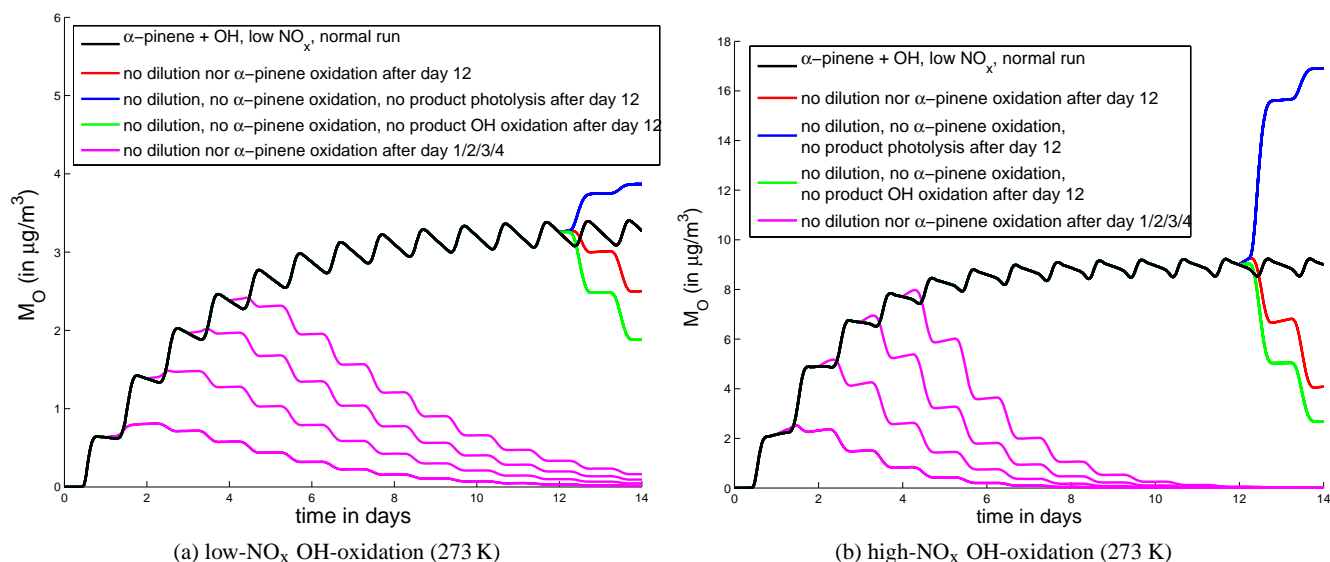 6
5
4
3
2
1
0
M_O (in μg/m³)
α−pinene + OH, low NO_x, normal run
no dilution nor α−pinene oxidation after day 12
no dilution, no α−pinene oxidation, no product photolysis after day 12
no dilution, no α−pinene oxidation, no product OH oxidation after day 12
no dilution nor α−pinene oxidation after day 1/2/3/4
0 2 4 6 8 10 12 14
time in days
(a) low-NO_x OH-oxidation (273 K)
18
16
14
12
10
8
6
4
2
0
M_O (in μg/m³)
α−pinene + OH, low NO_x, normal run
no dilution nor α−pinene oxidation after day 12
no dilution, no α−pinene oxidation,
no product photolysis after day 12
no dilution, no α−pinene oxidation,
no product OH oxidation after day 12
no dilution nor α−pinene oxidation after day 1/2/3/4
0 2 4 6 8 10 12 14
time in days
(b) high-NO_x OH-oxidation (273 K)